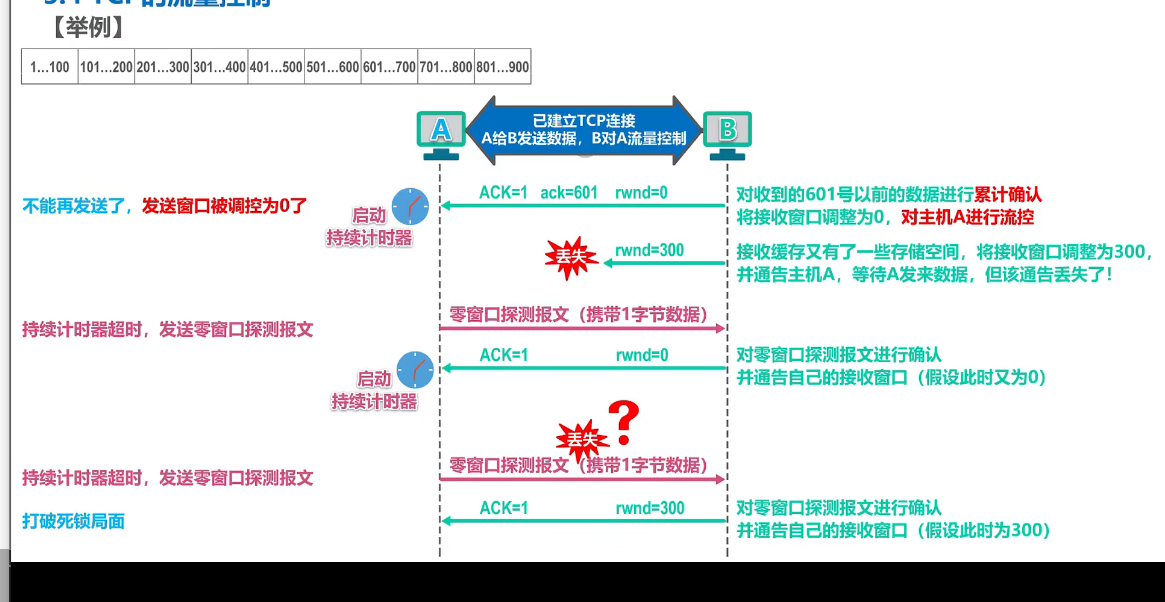 5.4 TCP的流量控制
【举例】
1…100 101…200 201…300 301…400 401…500 501…600 601…700 701…800 801…900
A
已建立TCP连接
A给B发送数据，B对A流量控制
B
ACK=1 ack=601 rwnd=0
对收到的601号以前的数据进行累计确认
将接收窗口调整为0，对主机A进行流控
不能再发送了，发送窗口被调控为0了
启动
持续计时器
丢失
rwnd=300
接收缓存又有了一些存储空间，将接收窗口调整为300，
并通告主机A，等待A发来数据，但该通告丢失了！
零窗口探测报文（携带1字节数据）
持续计时器超时，发送零窗口探测报文
ACK=1 rwnd=0
对零窗口探测报文进行确认
并通告自己的接收窗口（假设此时又为0）
启动
持续计时器
丢失
?
零窗口探测报文（携带1字节数据）
持续计时器超时，发送零窗口探测报文
ACK=1 rwnd=300
对零窗口探测报文进行确认
并通告自己的接收窗口（假设此时为300）
打破死锁局面